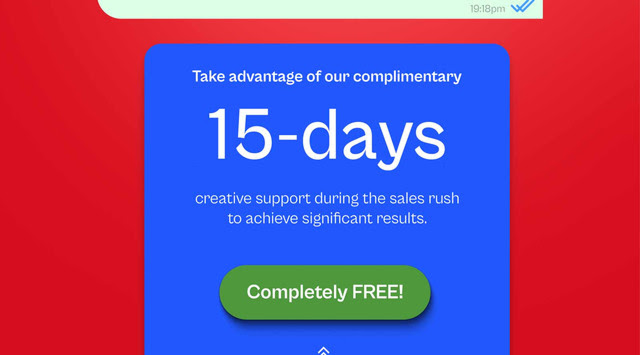 19:18pm
Take advantage of our complimentary
15-days
creative support during the sales rush
to achieve significant results.
Completely FREE!